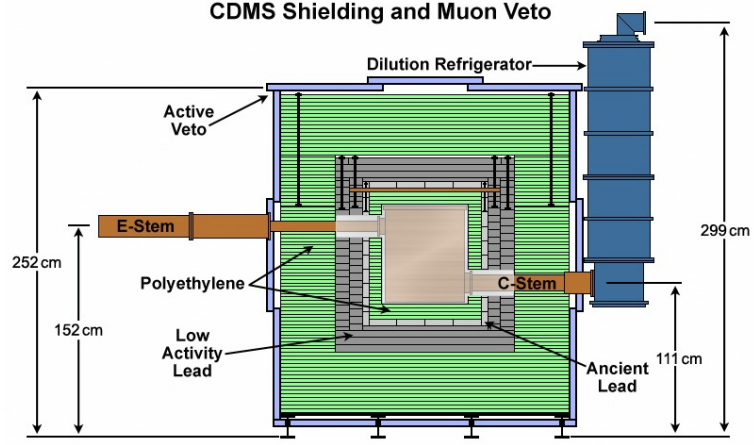 CDMS Shielding and Muon Veto
Dilution Refrigerator
Active
Veto
E-Stem
299 cm
252 cm
Polyethylene
C-Stem
152 cm
Low
Activity
Lead
Ancient
Lead
111 cm